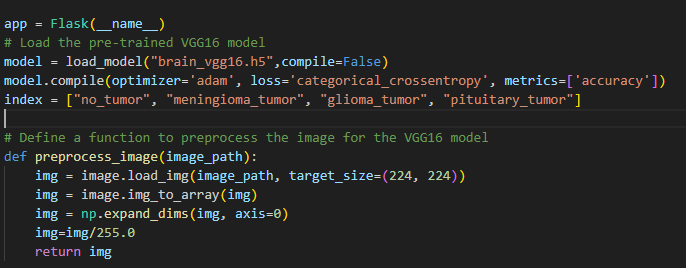 app = Flask(__name__)
# Load the pre-trained VGG16 model
model = load_model("brain_vgg16.h5",compile=False)
model.compile(optimizer='adam', loss='categorical_crossentropy', metrics=['accuracy'])
index = ["no_tumor", "meningioma_tumor", "glioma_tumor", "pituitary_tumor"]
# Define a function to preprocess the image for the VGG16 model
def preprocess_image(image_path):
    img = image.load_img(image_path, target_size=(224, 224))
    img = image.img_to_array(img)
    img = np.expand_dims(img, axis=0)
    img=img/255.0
    return img